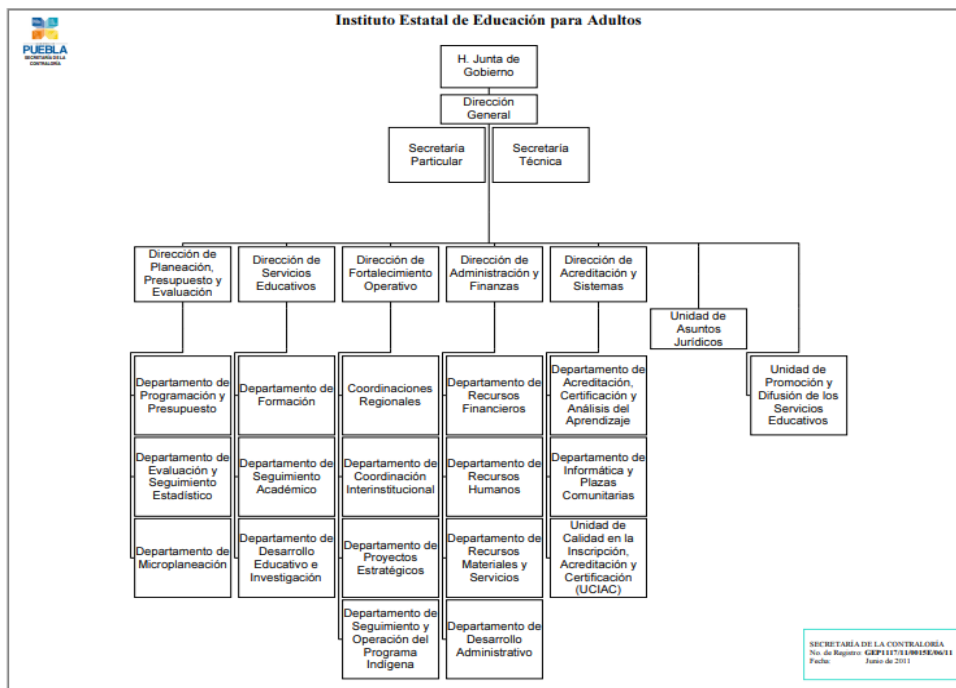 Instituto Estatal de Educación para Adultos
PUEBLA
SECRETARÍA DE LA
CONTRALORÍA
H. Junta de
Gobierno
Dirección
General
Secretaría
Particular
Secretaría
Técnica
Dirección de
Planeación,
Presupuesto y
Evaluación
Dirección de
Servicios
Educativos
Dirección de
Fortalecimiento
Operativo
Dirección de
Administración y
Finanzas
Dirección de
Acreditación y
Sistemas
Unidad de
Asuntos
Jurídicos
Unidad de
Promoción y
Difusión de los
Servicios
Educativos
Departamento de
Programación y
Presupuesto
Departamento de
Formación
Coordinaciones
Regionales
Departamento de
Recursos
Financieros
Departamento de
Acreditación,
Certificación y
Análisis del
Aprendizaje
Departamento de
Evaluación y
Seguimiento
Estadístico
Departamento de
Seguimiento
Académico
Departamento de
Coordinación
Interinstitucional
Departamento de
Recursos
Humanos
Departamento de
Informática y
Plazas
Comunitarias
Departamento de
Microplaneación
Departamento de
Desarrollo
Educativo e
Investigación
Departamento de
Proyectos
Estratégicos
Departamento de
Recursos
Materiales y
Servicios
Unidad de
Calidad en la
Inscripción,
Acreditación y
Certificación
(UCIAC)
Departamento de
Seguimiento y
Operación del
Programa
Indígena
Departamento de
Desarrollo
Administrativo
SECRETARÍA DE LA CONTRALORÍA
No. de Registro: GEP1117/11/0015E/06/11
Fecha: Junio de 2011